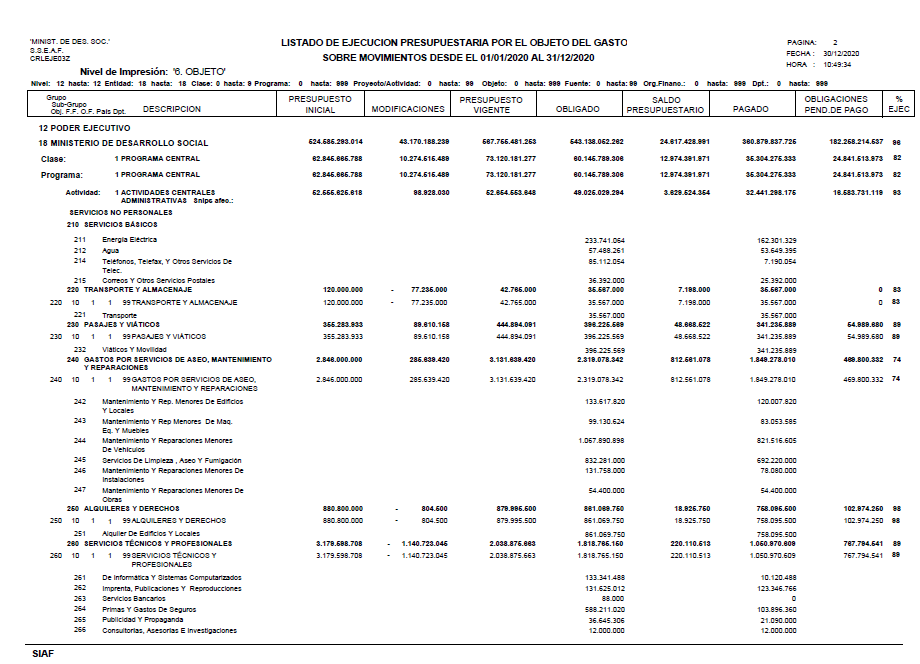 'MINIST. DE DES. SOC.'
S.S.E.A.F.
CRLEJE03Z
LISTADO DE EJECUCION PRESUPUESTARIA POR EL OBJETO DEL GASTO
SOBRE MOVIMIENTOS DESDE EL 01/01/2020 AL 31/12/2020
PAGINA: 2
FECHA : 30/12/2020
HORA : 10:49:34
Nivel de Impresión: '6. OBJETO'
Nivel: 12 hasta: 12 Entidad: 18 hasta: 18 Clase: 0 hasta: 9 Programa: 0 hasta: 999 Proyecto/Actividad: 0 hasta: 99 Objeto: 0 hasta: 999 Fuente: 0 hasta: 99 Org.Finano.: 0 hasta: 999 Dpt.: 0 hasta: 999
Grupo
Sub-Grupo
Obj. F.F. O.F. País Dpt. DESCRIPCION
PRESUPUESTO INICIAL
MODIFICACIONES
PRESUPUESTO VIGENTE
OBLIGADO
SALDO PRESUPUESTARIO
PAGADO
OBLIGACIONES PEND.DE PAGO
% EJEC
12 PODER EJECUTIVO
18 MINISTERIO DE DESARROLLO SOCIAL 524.585.293.014 43.170.188.239 567.755.481.253 543.138.052.262 24.617.428.991 360.879.837.725 182.258.214.537 96
Clase: 1 PROGRAMA CENTRAL 62.845.665.788 10.274.515.489 73.120.181.277 60.145.789.306 12.974.391.971 35.304.275.333 24.841.513.973 82
Programa: 1 PROGRAMA CENTRAL 62.845.665.788 10.274.515.489 73.120.181.277 60.145.789.306 12.974.391.971 35.304.275.333 24.841.513.973 82
Actividad: 1 ACTIVIDADES CENTRALES 52.555.625.618 98.928.030 52.654.553.648 49.025.029.294 3.629.524.354 32.441.298.175 16.583.731.119 93
ADMINISTRATIVAS Snips afec.:
SERVICIOS NO PERSONALES
210 SERVICIOS BÁSICOS
211 Energía Eléctrica 233.741.064 162.301.329
212 Agua 57.488.261 53.649.395
214 Teléfonos, Telefax, Y Otros Servicios De 85.112.054 7.190.054
Telec.
215 Correos Y Otros Servicios Postales 36.392.000 25.392.000
220 TRANSPORTE Y ALMACENAJE 120.000.000 - 77.235.000 42.765.000 35.567.000 7.198.000 35.567.000 0 83
220 10 1 1 99 TRANSPORTE Y ALMACENAJE 120.000.000 - 77.235.000 42.765.000 35.567.000 7.198.000 35.567.000 0 83
221 Transporte 35.567.000 35.567.000
230 PASAJES Y VIÁTICOS 355.283.933 89.610.158 444.894.091 396.225.569 48.668.522 341.235.889 54.989.680 89
230 10 1 1 99 PASAJES Y VIÁTICOS 355.283.933 89.610.158 444.894.091 396.225.569 48.668.522 341.235.889 54.989.680 89
232 Viáticos Y Movilidad 396.225.569 341.235.889
240 GASTOS POR SERVICIOS DE ASEO, MANTENIMIENTO 2.846.000.000 285.639.420 3.131.639.420 2.319.078.342 812.561.078 1.849.278.010 469.800.332 74
Y REPARACIONES
240 10 1 1 99 GASTOS POR SERVICIOS DE ASEO, 2.846.000.000 285.639.420 3.131.639.420 2.319.078.342 812.561.078 1.849.278.010 469.800.332 74
MANTENIMIENTO Y REPARACIONES
242 Mantenimiento Y Rep. Menores De Edificios 133.617.820 120.007.820
Y Locales
243 Mantenimiento Y Rep Menores De Maq. 99.130.624 83.053.585
Eq. Y Muebles
244 Mantenimiento Y Reparaciones Menores 1.067.890.898 821.516.605
De Vehículos
245 Servicios De Limpieza , Aseo Y Fumigación 832.281.000 692.220.000
246 Mantenimiento Y Reparaciones Menores De 131.758.000 78.080.000
Instalaciones
247 Mantenimiento Y Reparaciones Menores De 54.400.000 54.400.000
Obras
250 ALQUILERES Y DERECHOS 880.800.000 - 804.500 879.995.500 861.069.750 18.925.750 758.095.500 102.974.250 98
250 10 1 1 99 ALQUILERES Y DERECHOS 880.800.000 - 804.500 879.995.500 861.069.750 18.925.750 758.095.500 102.974.250 98
251 Alquiler De Edificios Y Locales 861.069.750 758.095.500
260 SERVICIOS TÉCNICOS Y PROFESIONALES 3.179.598.708 - 1.140.723.045 2.038.875.663 1.818.765.150 220.110.513 1.050.970.609 767.794.541 89
260 10 1 1 99 SERVICIOS TÉCNICOS Y 3.179.598.708 - 1.140.723.045 2.038.875.663 1.818.765.150 220.110.513 1.050.970.609 767.794.541 89
PROFESIONALES
261 De Informática Y Sistemas Computarizados 133.341.488 10.120.488
262 Imprenta, Publicaciones Y Reproducciones 131.625.012 123.346.766
263 Servicios Bancarios 88.000 0
264 Primas Y Gastos De Seguros 588.211.020 103.896.360
265 Publicidad Y Propaganda 36.645.306 21.090.000
266 Consultorías, Asesorías E Investigaciones 12.000.000 12.000.000
SIAF